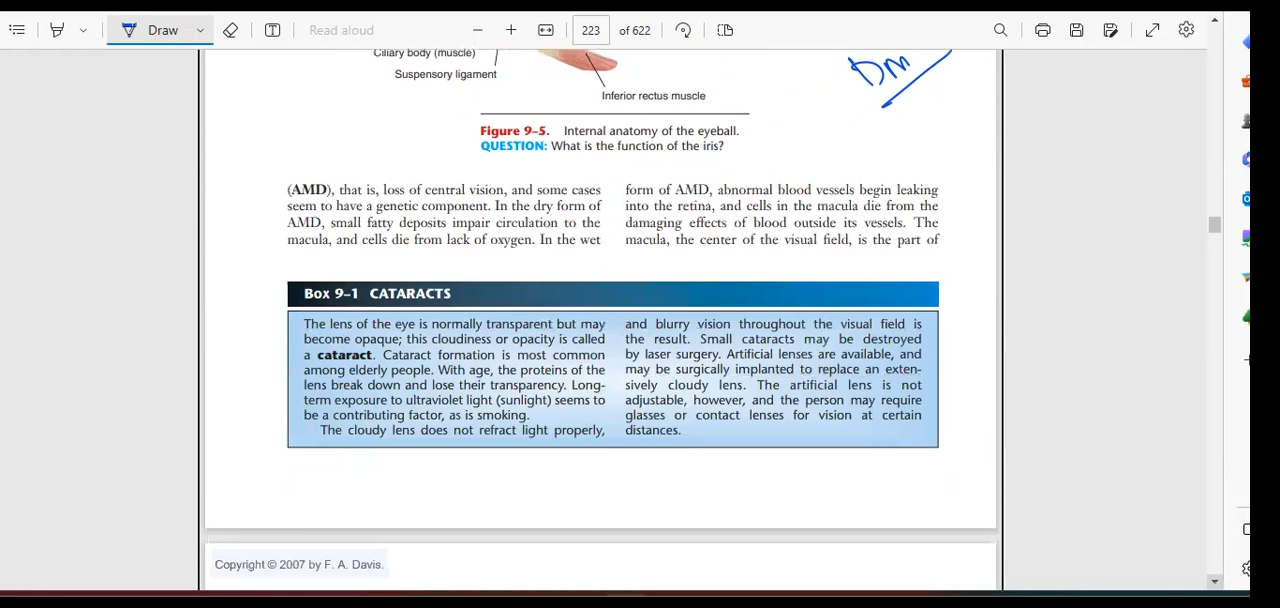 Draw
Read aloud
223 of 622
Ciliary body (muscle)
Suspensory ligament
Inferior rectus muscle
DM
Figure 9–5. Internal anatomy of the eyeball.
QUESTION: What is the function of the iris?
(AMD), that is, loss of central vision, and some cases
seem to have a genetic component. In the dry form of
AMD, small fatty deposits impair circulation to the
macula, and cells die from lack of oxygen. In the wet
form of AMD, abnormal blood vessels begin leaking
into the retina, and cells in the macula die from the
damaging effects of blood outside its vessels. The
macula, the center of the visual field, is the part of
Box 9–1 CATARACTS
The lens of the eye is normally transparent but may
become opaque; this cloudiness or opacity is called
a cataract. Cataract formation is most common
among elderly people. With age, the proteins of the
lens break down and lose their transparency. Long-
term exposure to ultraviolet light (sunlight) seems to
be a contributing factor, as is smoking.
The cloudy lens does not refract light properly,
and blurry vision throughout the visual field is
the result. Small cataracts may be destroyed
by laser surgery. Artificial lenses are available, and
may be surgically implanted to replace an exten-
sively cloudy lens. The artificial lens is not
adjustable, however, and the person may require
glasses or contact lenses for vision at certain
distances.
Copyright © 2007 by F. A. Davis.